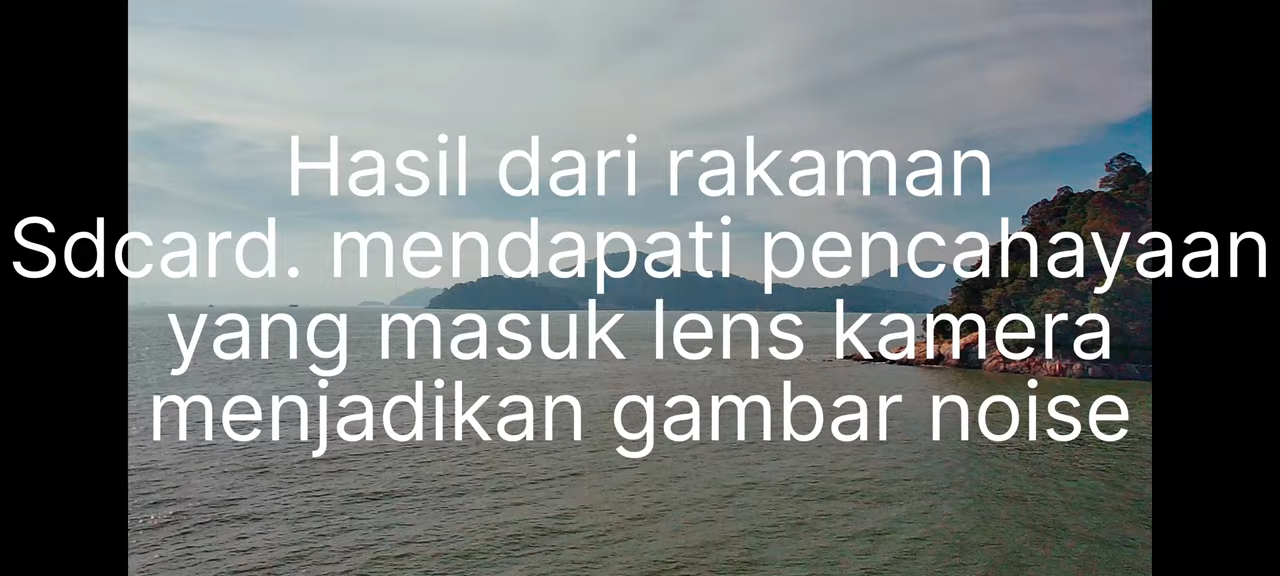 Hasil dari rakaman
Sdcard. mendapati pencahayaan
yang masuk lens kamera
menjadikan gambar noise